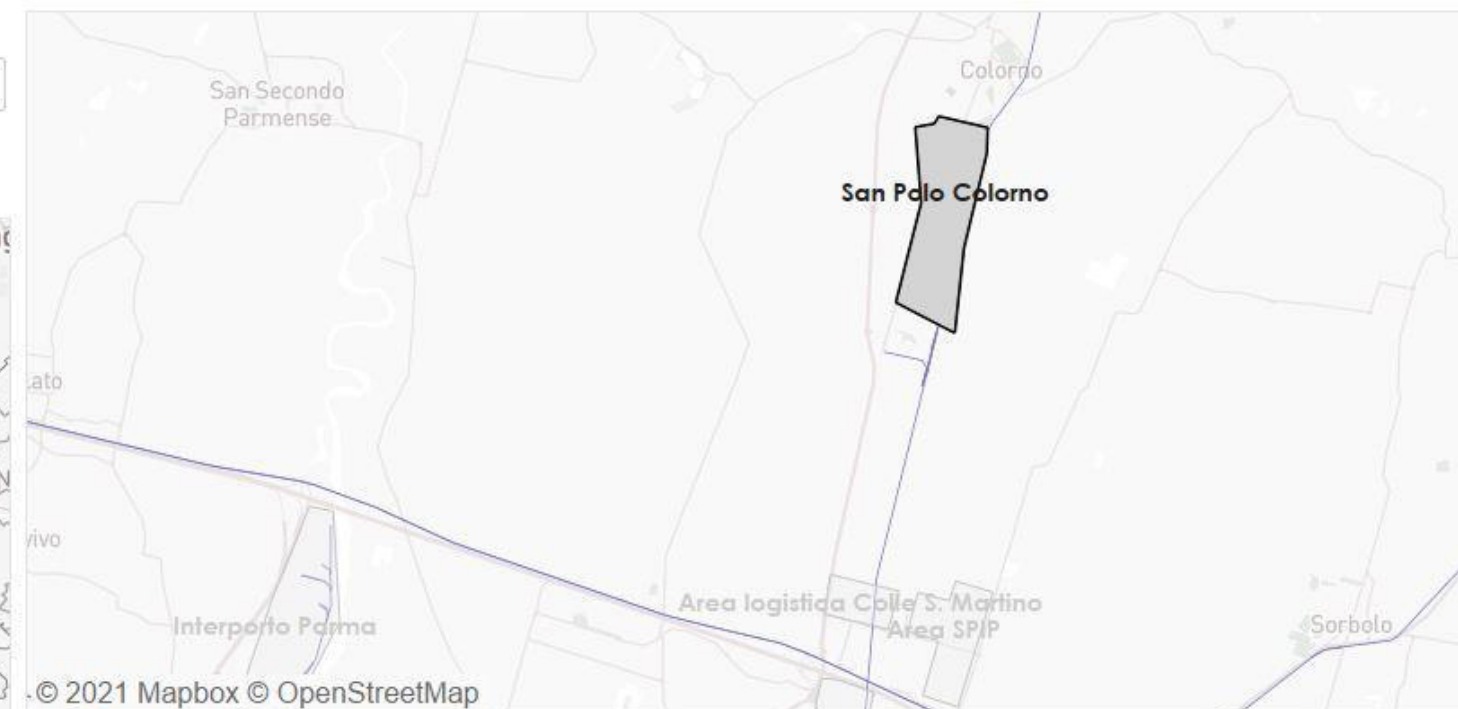 Colorno
San Secondo
Parmense
San Polo Colorno
Area logistica Colle S. Martino
Area SPIP
Interporto Parma
Sorbolo
© 2021 Mapbox © OpenStreetMap